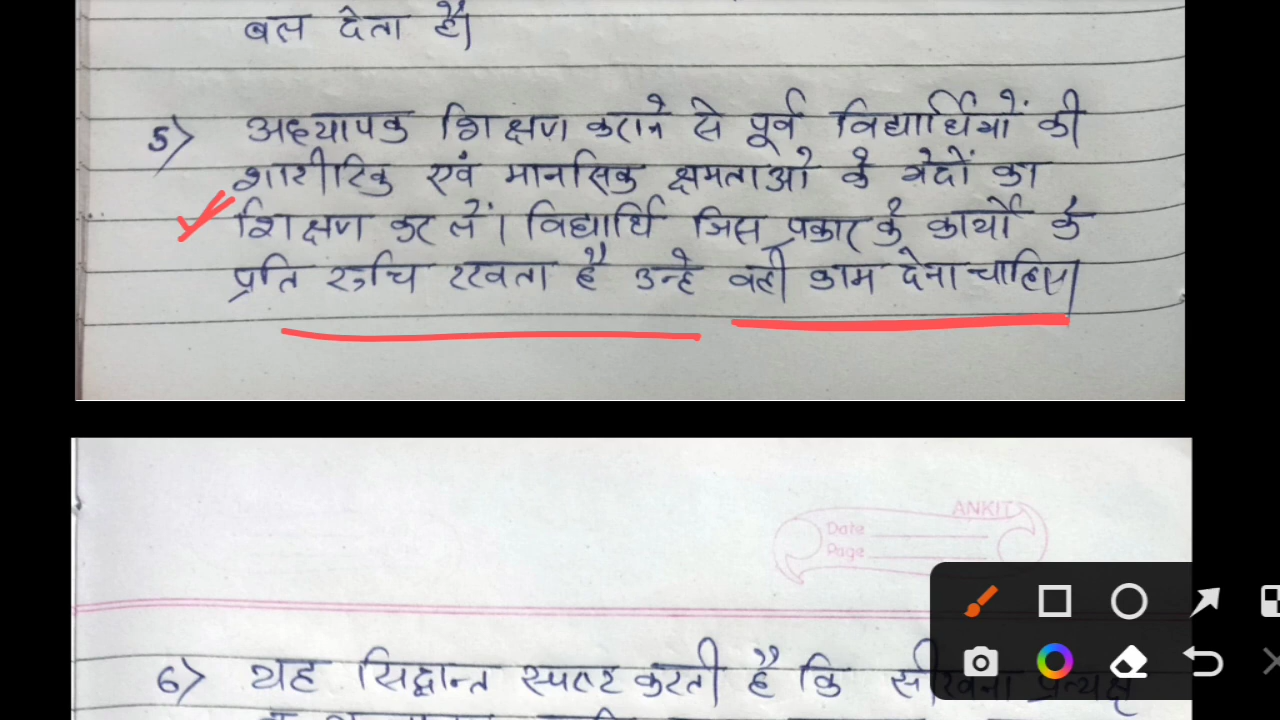 बल देता है।
5> अध्यापक शिक्षण कराने से पूर्व विद्यार्थियों की
शारीरिक एवं मानसिक क्षमताओ के भेदों का
शिक्षण कर लें। विद्यार्थि जिस प्रकार के कार्यो के
प्रति रुचि रखता है उन्हे वही काम देना चाहिए।
ANKIT
Date
Page
6> यह सिद्धान्त स्पष्ट करती है कि सीखना प्रत्यक्ष